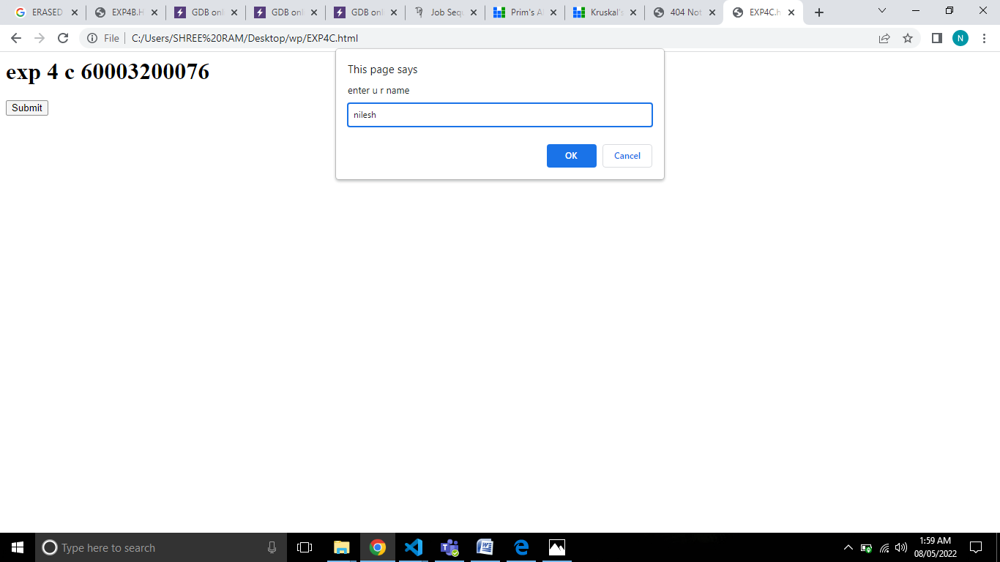 ERASED
EXP4B.H
GDB onl
GDB onl
GDB onl
Job Sequ
Prim's Al
Kruskal's
404 Not
EXP4C.h
File
C:/Users/SHREE%20RAM/Desktop/wp/EXP4C.html
N
This page says
enter u r name
nilesh
OK
Cancel
exp 4 c 60003200076
Submit
Type here to search
1:59 AM
08/05/2022